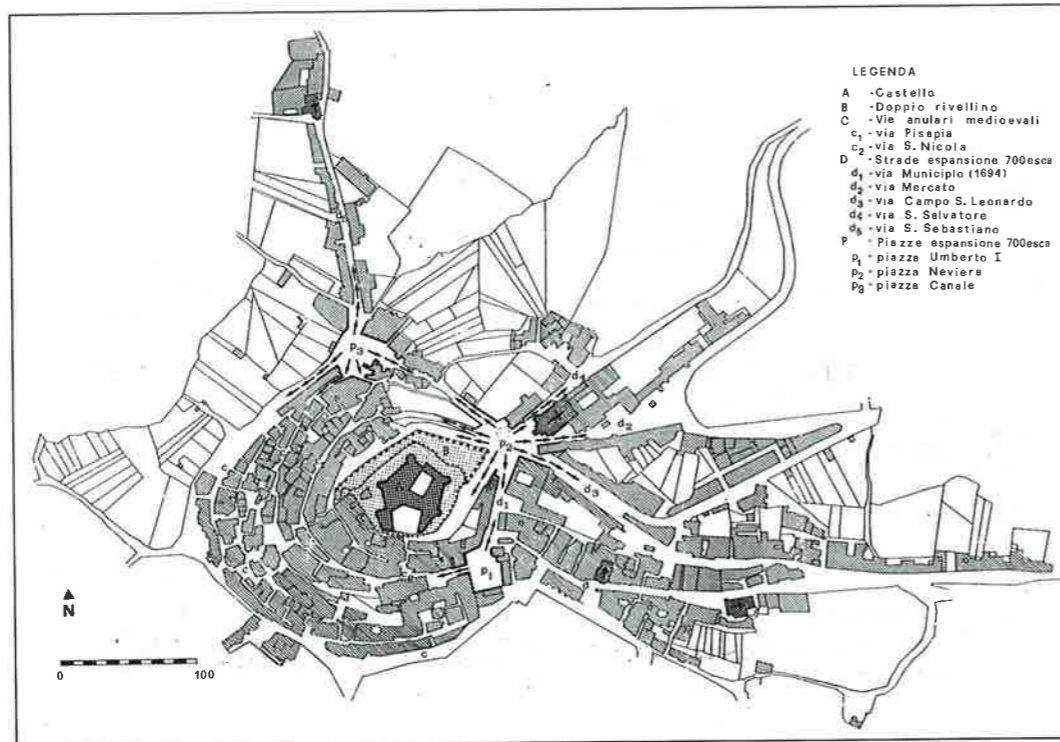 LEGENDA
A - Castello
B - Doppio rivellino
C - Vie anulari medioevali
c1 - via Pisapia
c2 - via S. Nicola
D - Strade espansione 700esca
d1 - via Municipio (1694)
d2 - via Mercato
d3 - via Campo S. Leonardo
d4 - via S. Salvatore
d5 - via S. Sebastiano
P - Piazze espansione 700esca
p1 - piazza Umberto I
p2 - piazza Neviera
p3 - piazza Canale
P3
d4
d2
P2
B
c
d3
d1
P1
c
d
N
c
0 100